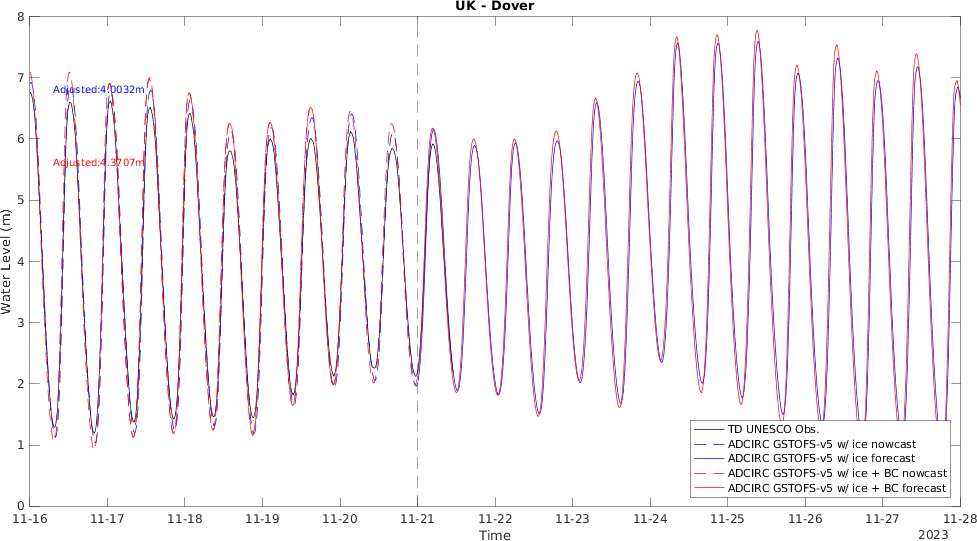 UK - Dover
8
7
6
5
4
3
2
1
0
Water Level (m)
Adjusted:4.0032m
Adjusted:4.3707m
TD UNESCO Obs.
ADCIRC GSTOFS-v5 w/ ice nowcast
ADCIRC GSTOFS-v5 w/ ice forecast
ADCIRC GSTOFS-v5 w/ ice + BC nowcast
ADCIRC GSTOFS-v5 w/ ice + BC forecast
11-16 11-17 11-18 11-19 11-20 11-21 11-22 11-23 11-24 11-25 11-26 11-27 11-28
Time
2023